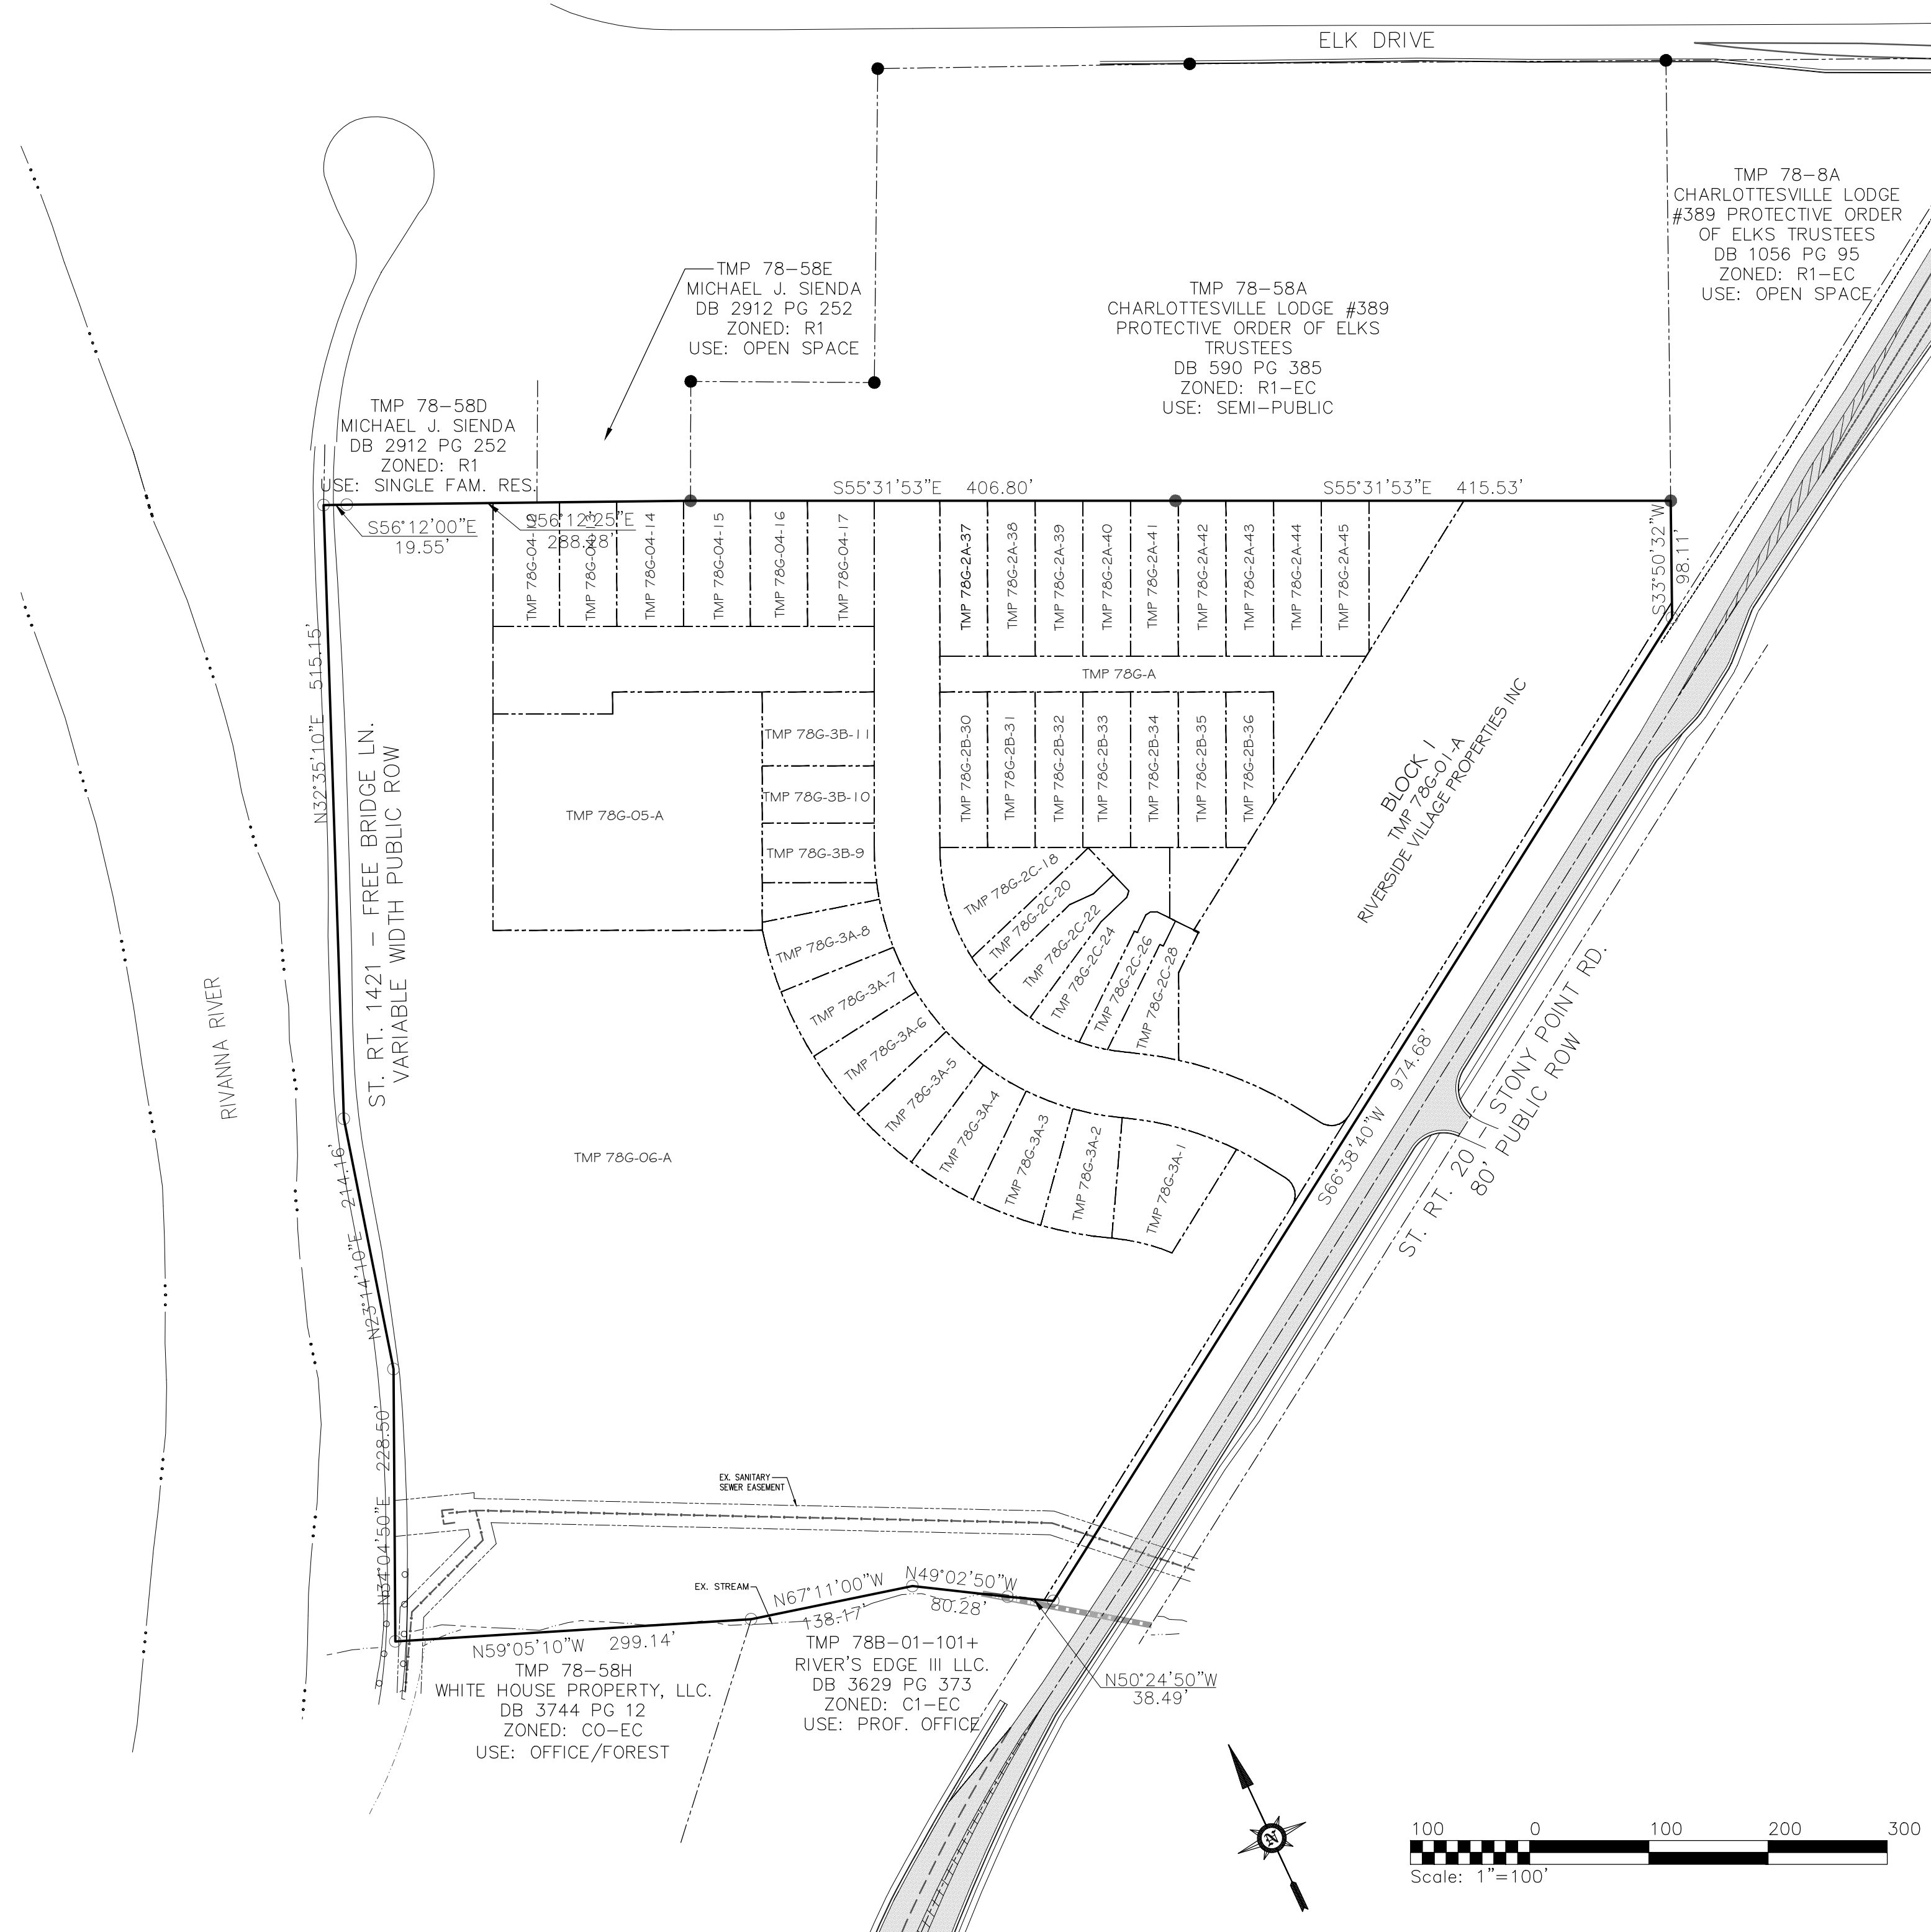 ELK DRIVE
TMP 78-8A
CHARLOTTESVILLE LODGE
#389 PROTECTIVE ORDER
OF ELKS TRUSTEES
DB 1056 PG 95
ZONED: R1-EC
USE: OPEN SPACE
TMP 78-58E
MICHAEL J. SIENDA
DB 2912 PG 252
ZONED: R1
USE: OPEN SPACE
TMP 78-58A
CHARLOTTESVILLE LODGE #389
PROTECTIVE ORDER OF ELKS
TRUSTEES
DB 590 PG 385
ZONED: R1-EC
USE: SEMI-PUBLIC
TMP 78-58D
MICHAEL J. SIENDA
DB 2912 PG 252
ZONED: R1
USE: SINGLE FAM. RES.
S55°31'53"E 406.80'
S55°31'53"E 415.53'
S56°12'00"E
19.55'
S56°12'25"E
288.28'
S33°50'32"W
98.11'
TMP 78G-04-12
TMP 78G-04-13
TMP 78G-04-14
TMP 78G-04-15
TMP 78G-04-16
TMP 78G-04-17
TMP 78G-2A-37
TMP 78G-2A-38
TMP 78G-2A-39
TMP 78G-2A-40
TMP 78G-2A-41
TMP 78G-2A-42
TMP 78G-2A-43
TMP 78G-2A-44
TMP 78G-2A-45
TMP 78G-A
N32°35'10"E 515.15'
ST. RT. 1421 - FREE BRIDGE LN.
VARIABLE WIDTH PUBLIC ROW
TMP 78G-3B-11
TMP 78G-3B-10
TMP 78G-3B-9
TMP 78G-05-A
TMP 78G-2B-30
TMP 78G-2B-31
TMP 78G-2B-32
TMP 78G-2B-33
TMP 78G-2B-34
TMP 78G-2B-35
TMP 78G-2B-36
BLOCK 1
TMP 78G-01-A
RIVERSIDE VILLAGE PROPERTIES INC
TMP 78G-2C-18
TMP 78G-2C-20
TMP 78G-2C-22
TMP 78G-2C-24
TMP 78G-2C-26
TMP 78G-2C-28
TMP 78G-3A-8
TMP 78G-3A-7
TMP 78G-3A-6
TMP 78G-3A-5
TMP 78G-3A-4
TMP 78G-3A-3
TMP 78G-3A-2
TMP 78G-3A-1
RIVANNA RIVER
TMP 78G-06-A
S66°38'40"W 974.68'
ST. RT. 20 - STONY POINT RD.
80' PUBLIC ROW
N23°14'10"E 214.16'
N34°04'50"E 228.50'
EX. SANITARY
SEWER EASEMENT
EX. STREAM
N67°11'00"W
138.17'
N49°02'50"W
80.28'
N59°05'10"W 299.14'
N50°24'50"W
38.49'
TMP 78-58H
WHITE HOUSE PROPERTY, LLC.
DB 3744 PG 12
ZONED: CO-EC
USE: OFFICE/FOREST
TMP 78B-01-101+
RIVER'S EDGE III LLC.
DB 3629 PG 373
ZONED: C1-EC
USE: PROF. OFFICE
N
100 0 100 200 300
Scale: 1"=100'